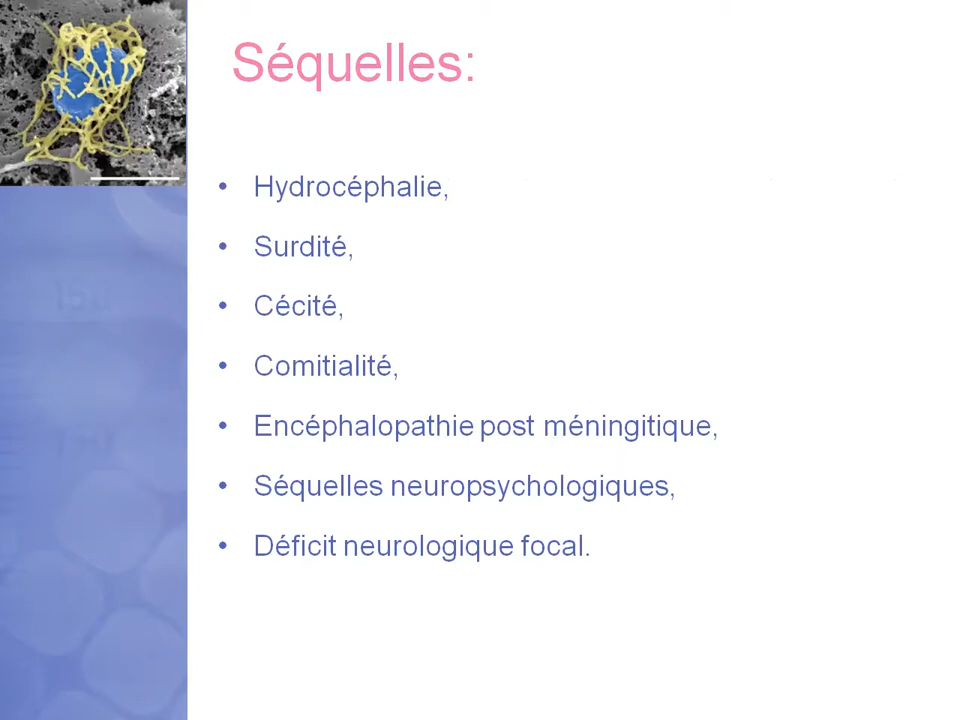 Séquelles:
• Hydrocéphalie,
• Surdité,
• Cécité,
• Comitialité,
• Encéphalopathie post méningitique,
• Séquelles neuropsychologiques,
• Déficit neurologique focal.